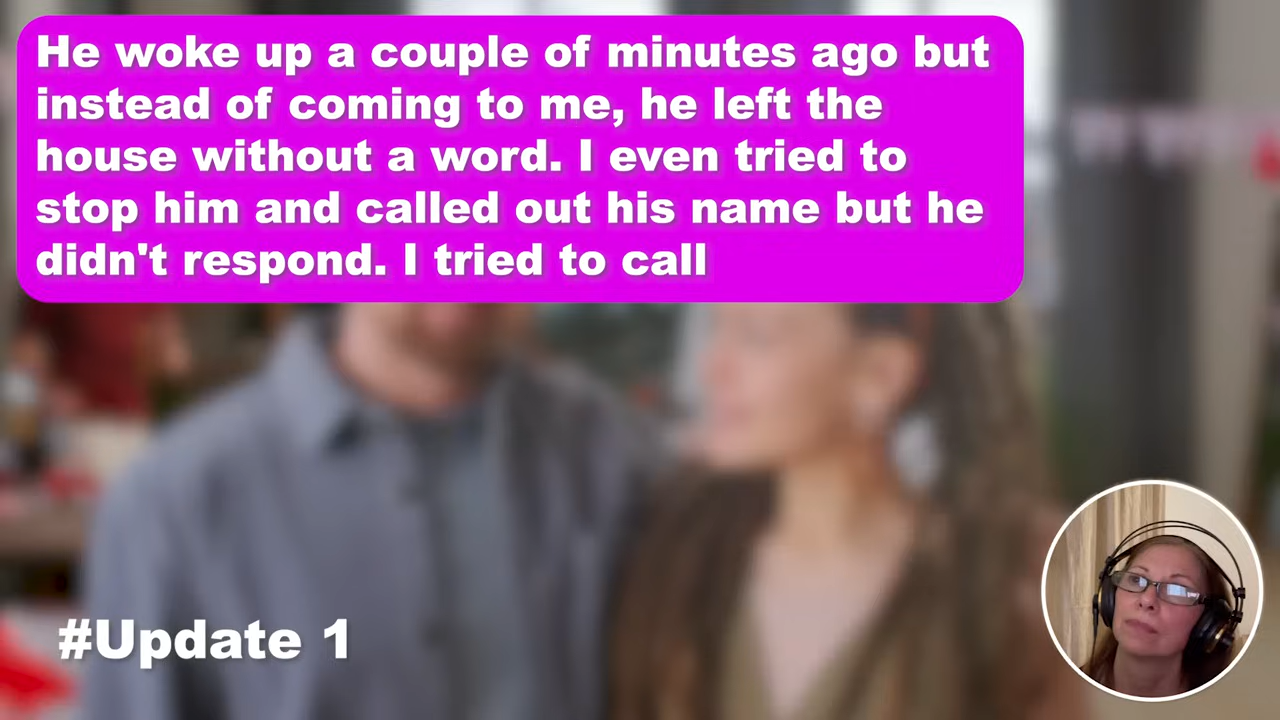 He woke up a couple of minutes ago but
instead of coming to me, he left the
house without a word. I even tried to
stop him and called out his name but he
didn't respond. I tried to call
#Update 1